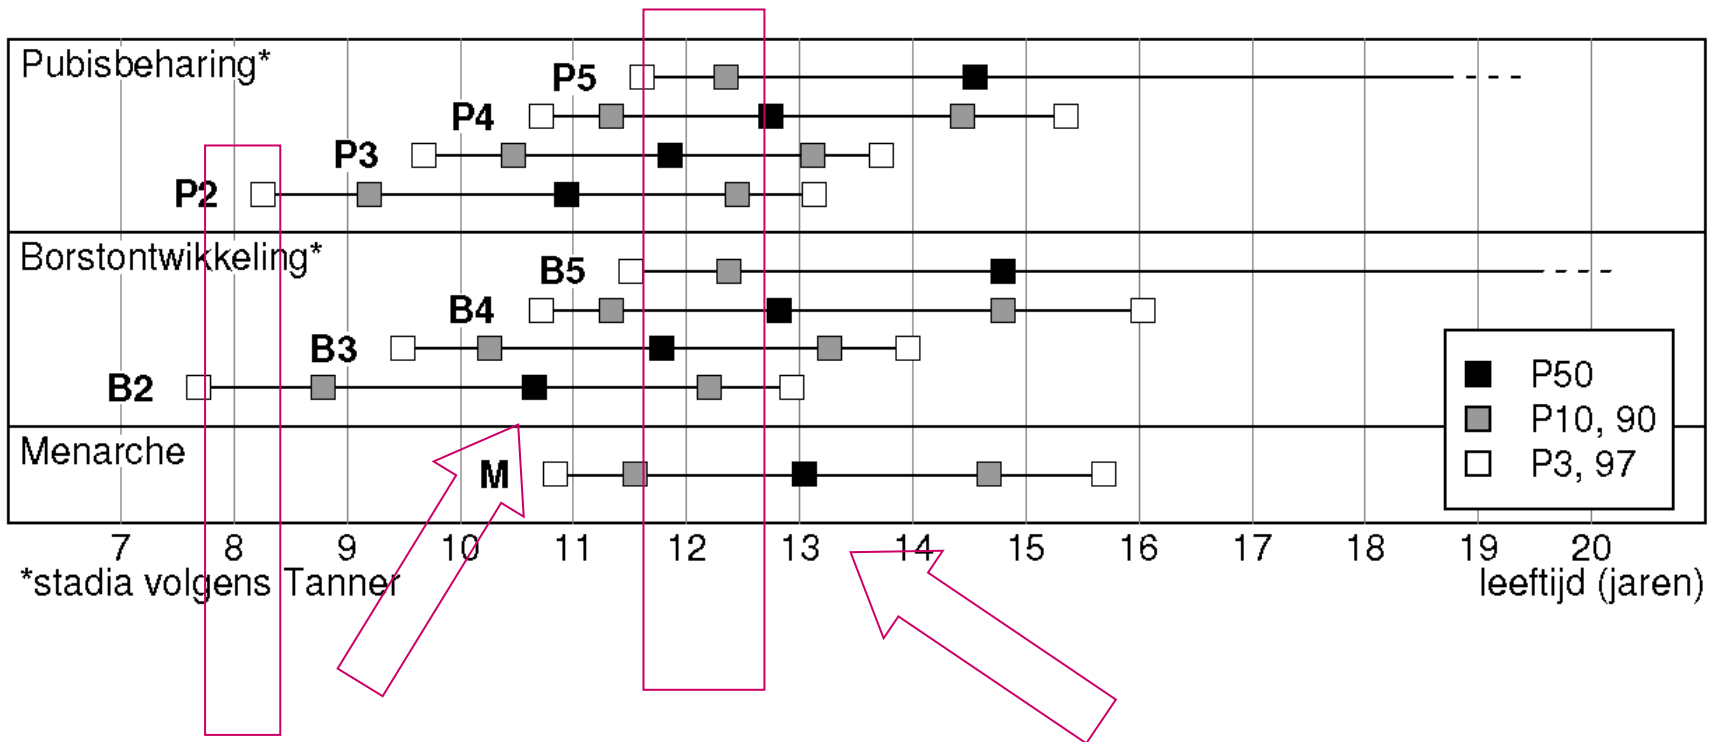 Pubisbeharing*
P5
P4
P3
P2
Borstontwikkeling*
B5
B4
B3
B2
Menarche
M
P50
P10, 90
P3, 97
7 8 9 10 11 12 13 14 15 16 17 18 19 20
*stadia volgens Tanner
leeftijd (jaren)